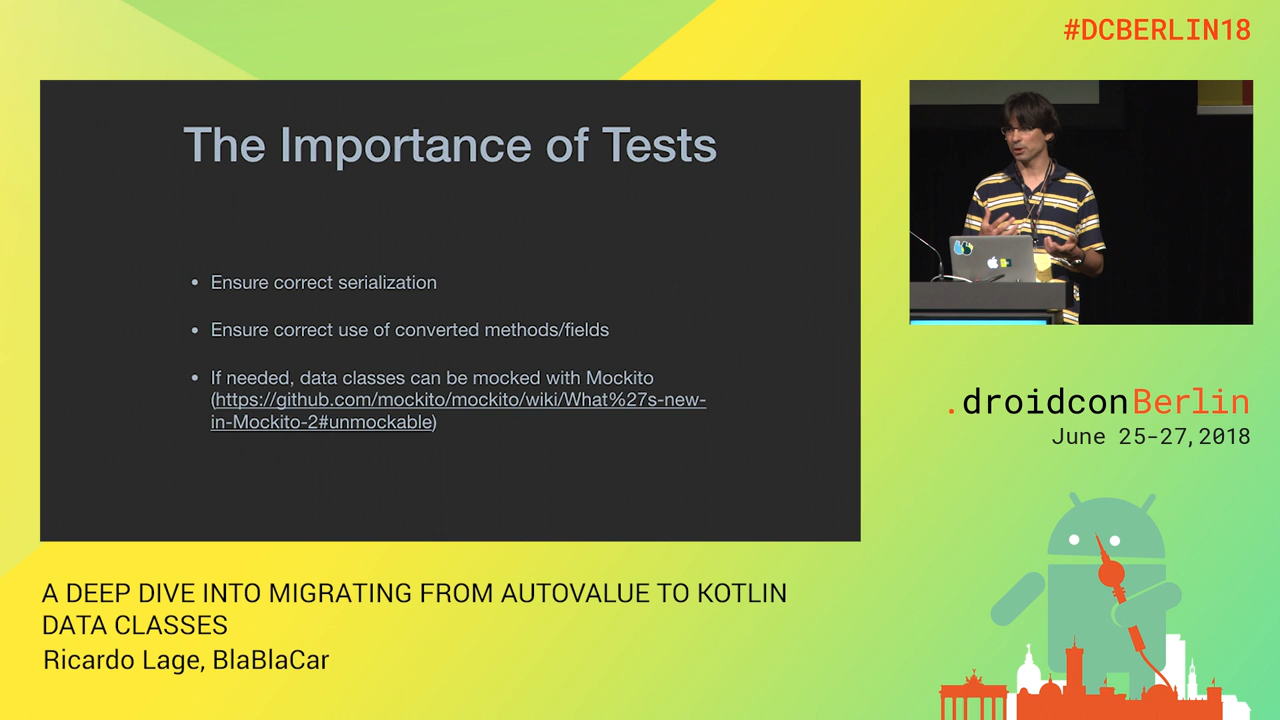 #DCBERLIN18
The Importance of Tests
• Ensure correct serialization
• Ensure correct use of converted methods/fields
• If needed, data classes can be mocked with Mockito
(https://github.com/mockito/mockito/wiki/What%27s-new-
in-Mockito-2#unmockable)
.droidconBerlin
June 25-27, 2018
A DEEP DIVE INTO MIGRATING FROM AUTOVALUE TO KOTLIN
DATA CLASSES
Ricardo Lage, BlaBlaCar